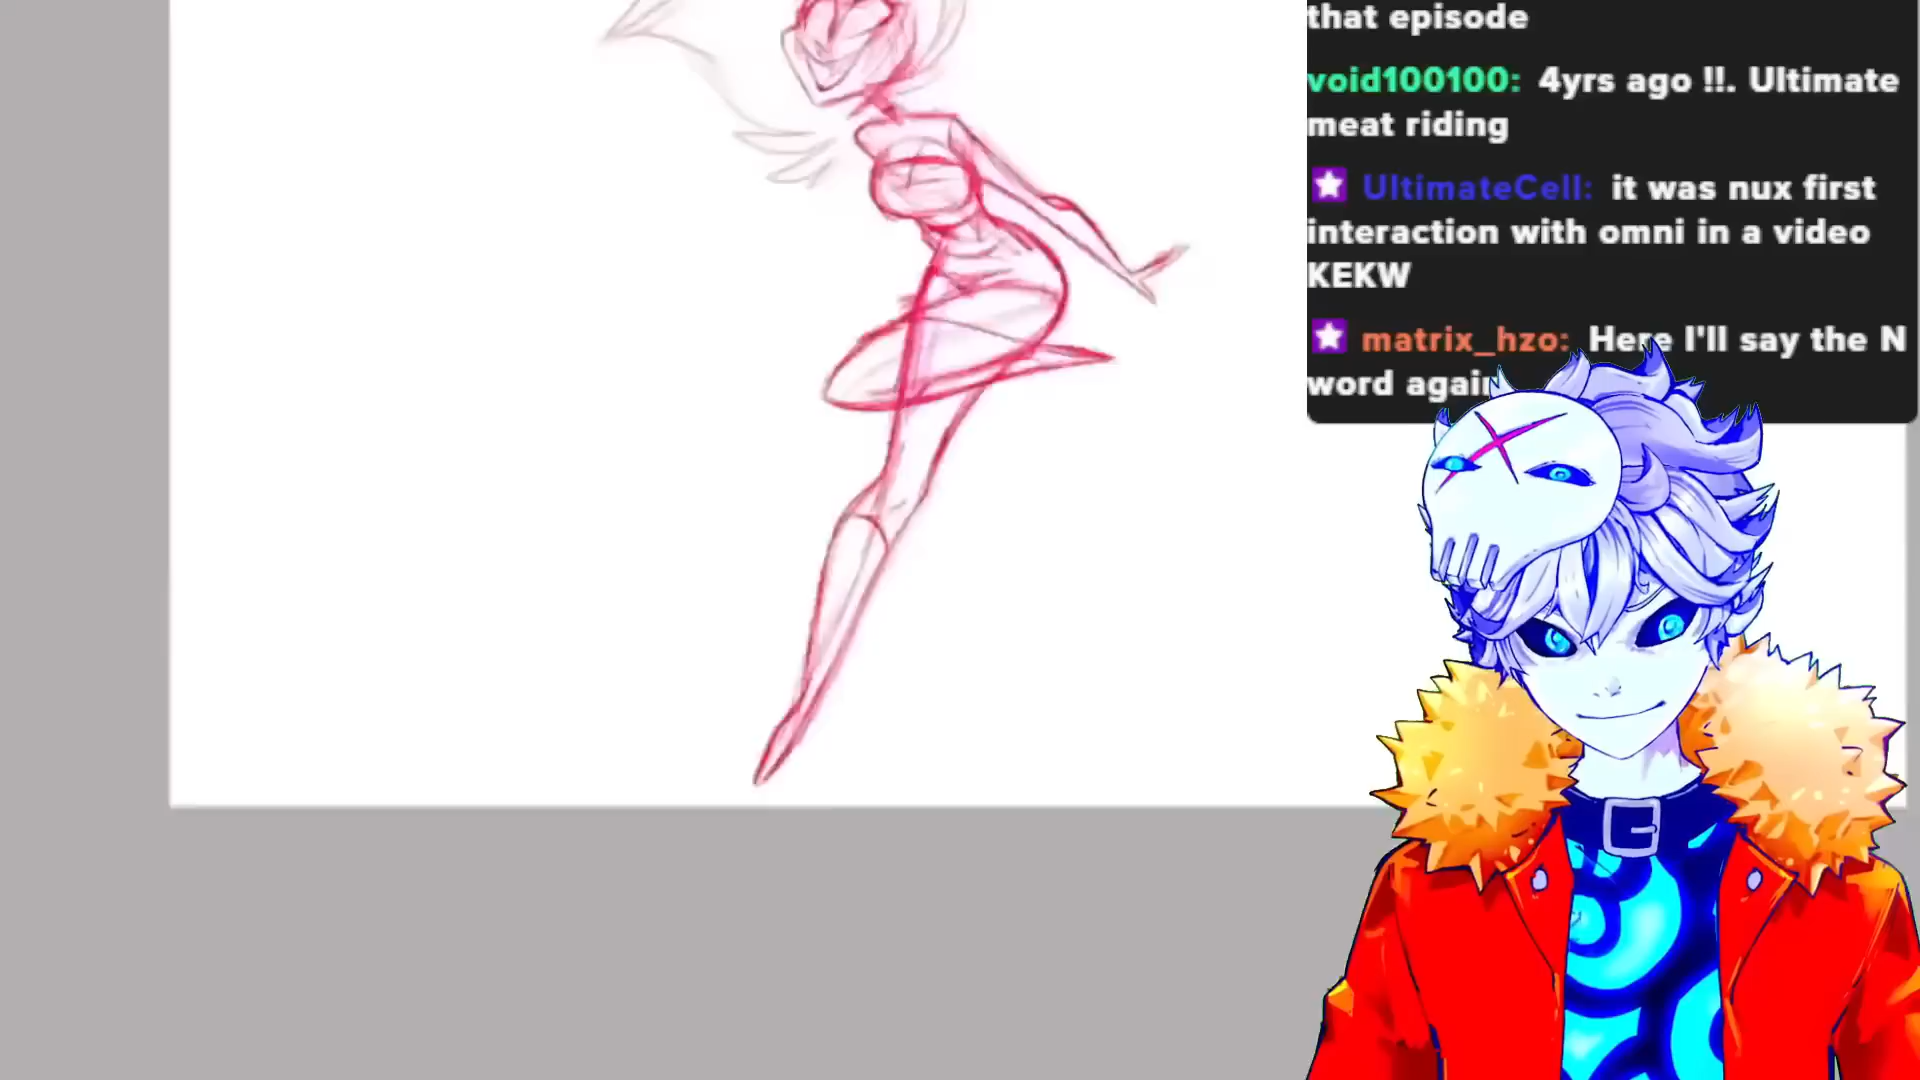 that episode
void100100: 4yrs ago !!. Ultimate
meat riding
UltimateCell: it was nux first
interaction with omni in a video
KEKW
matrix_hzo: Here I'll say the N
word again